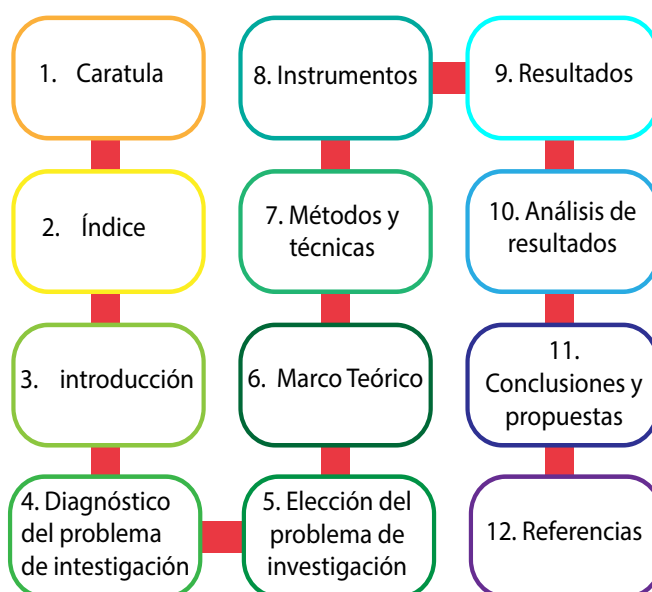 1. Caratula
2. Índice
3. introducción
4. Diagnóstico
del problema
de intestigación
5. Elección del
problema de
investigación
6. Marco Teórico
7. Métodos y
técnicas
8. Instrumentos
9. Resultados
10. Análisis de
resultados
11.
Conclusiones y
propuestas
12. Referencias